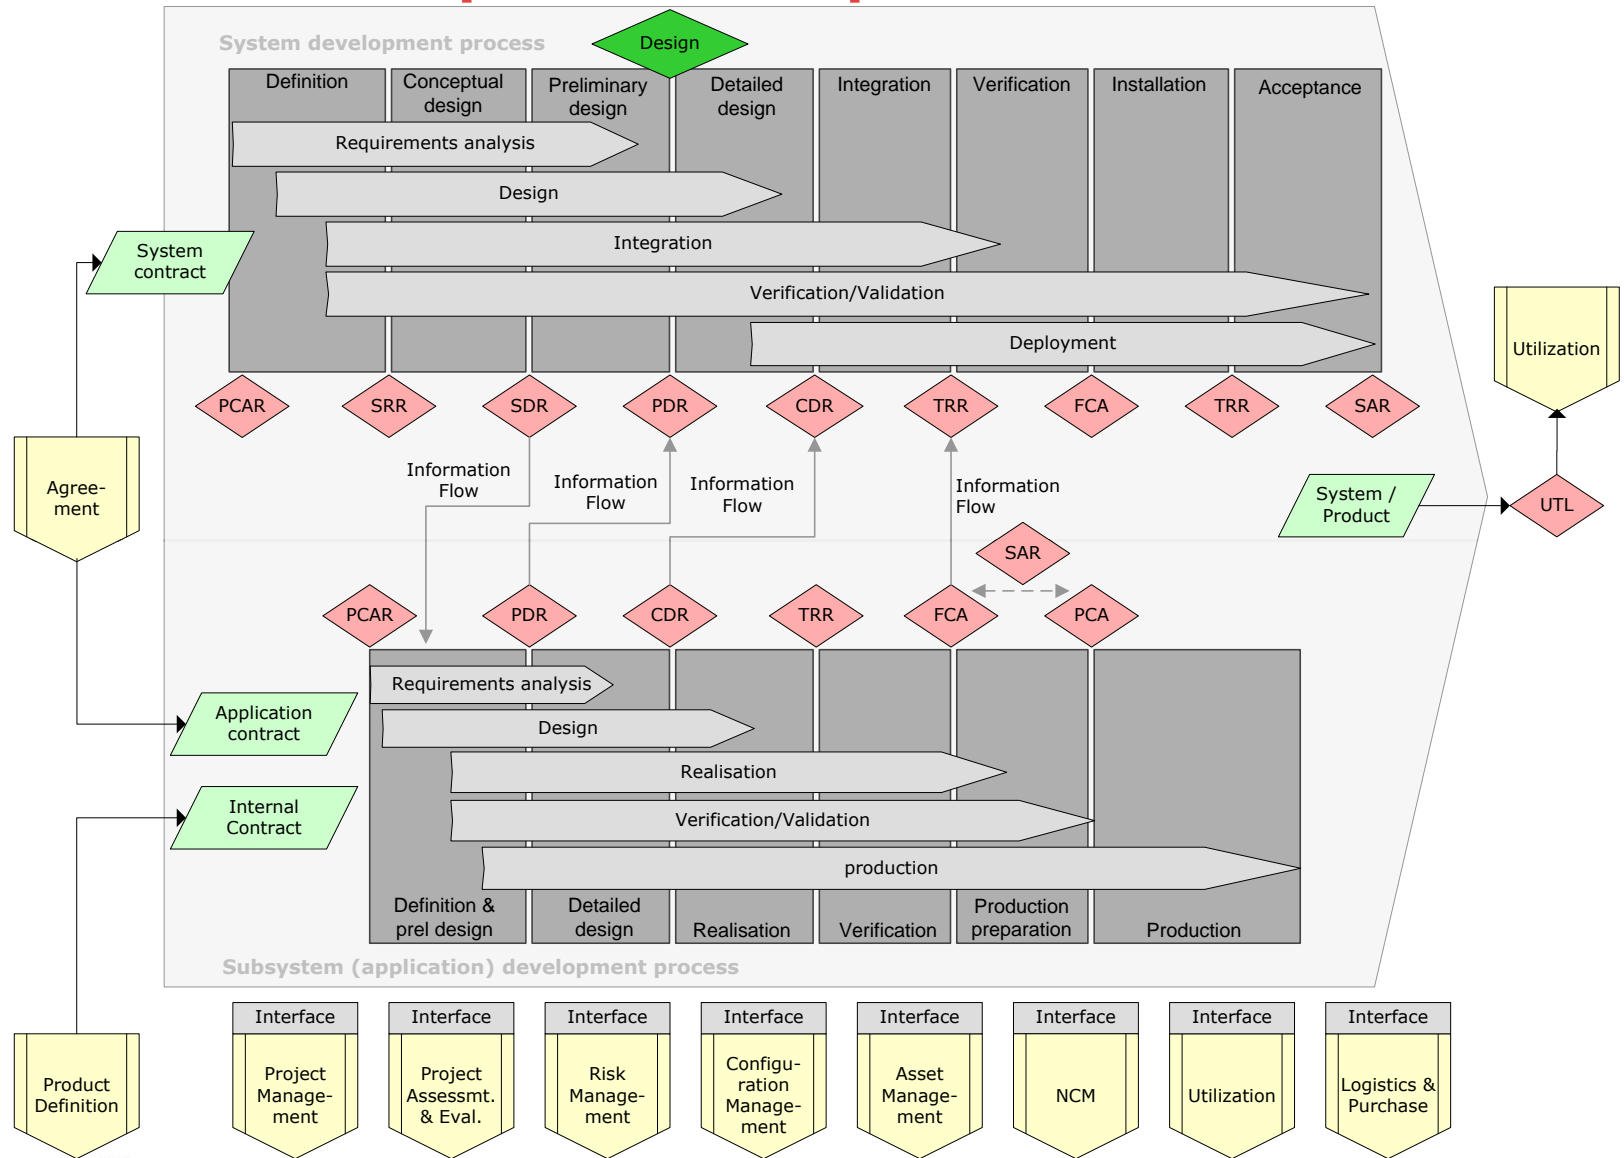 System development process
Design
Definition
Conceptual
design
Preliminary
design
Detailed
design
Integration
Verification
Installation
Acceptance
Requirements analysis
Design
Integration
Verification/Validation
Deployment
System
contract
Utilization
PCAR
SRR
SDR
PDR
CDR
TRR
FCA
TRR
SAR
Agree-
ment
Information
Flow
Information
Flow
Information
Flow
Information
Flow
System /
Product
UTL
SAR
PCAR
PDR
CDR
TRR
FCA
PCA
Requirements analysis
Design
Realisation
Verification/Validation
production
Application
contract
Internal
Contract
Definition &
prel design
Detailed
design
Realisation
Verification
Production
preparation
Production
Subsystem (application) development process
Product
Definition
Interface
Project
Manage-
ment
Interface
Project
Assessmt.
& Eval.
Interface
Risk
Manage-
ment
Interface
Configu-
ration
Manage-
ment
Interface
Asset
Manage-
ment
Interface
NCM
Interface
Utilization
Interface
Logistics &
Purchase